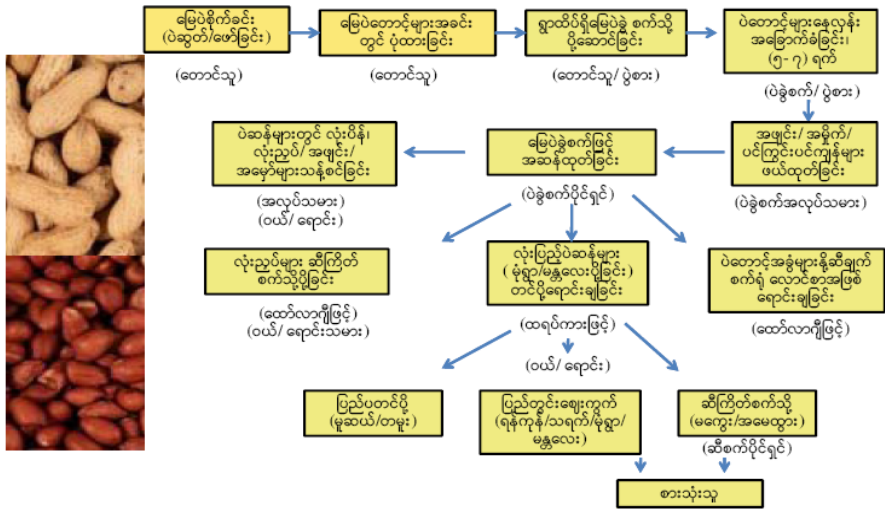 မြေပဲစိုက်ခင်း
(ပဲဆွတ်/ဖော်ခြင်း)
(တောင်သူ)
မြေပဲတောင့်များအခင်း
တွင် ပုံထားခြင်း
(တောင်သူ)
ရွာထိပ်ရှိမြေပဲခွဲ စက်သို့
ပို့ဆောင်ခြင်း
(တောင်သူ/ ပွဲစား)
ပဲတောင့်များနေလှန်း
အခြောက်ခံခြင်း၊
(၅- ၇) ရက်
(ပဲခွဲစက်/ ပွဲစား)
ပဲဆန်များတွင် လုံးပိန်၊
လုံးညှပ်/ အဖျင်း/
အမှော်များသန့်စင်ခြင်း
(အလုပ်သမား)
(ဝယ်/ ရောင်း)
မြေပဲခွဲစက်ဖြင့်
အဆန်ထုတ်ခြင်း
(ပဲခွဲစက်ပိုင်ရှင်)
အဖျင်း/ အမှိုက်/
ပင်ကြွင်းပင်ကျန်များ
ဖယ်ထုတ်ခြင်း
(ပဲခွဲစက်အလုပ်သမား)
လုံးညှပ်များ ဆီကြိတ်
စက်သို့ပို့ခြင်း
(ထော်လာဂျီဖြင့်)
(ဝယ်/ ရောင်းသမား)
လုံးပြည့်ပဲဆန်များ
( မုံရွာ/မန္တလေးပို့ခြင်း)
တင်ပို့ရောင်းချခြင်း
(ထရပ်ကားဖြင့်)
(ဝယ်/ ရောင်း)
ပဲတောင့်အခွံများနို့ဆီချက်
စက်ရုံ လောင်စာအဖြစ်
ရောင်းချခြင်း
(ထော်လာဂျီဖြင့်)
ပြည်ပတင်ပို့
(မူဆယ်/တမူး)
ပြည်တွင်းဈေးကွက်
(ရန်ကုန်/သရက်/မုံရွာ/
မန္တလေး)
ဆီကြိတ်စက်သို့
(မကွေး/အမေထွား)
(ဆီစက်ပိုင်ရှင်)
စားသုံးသူ